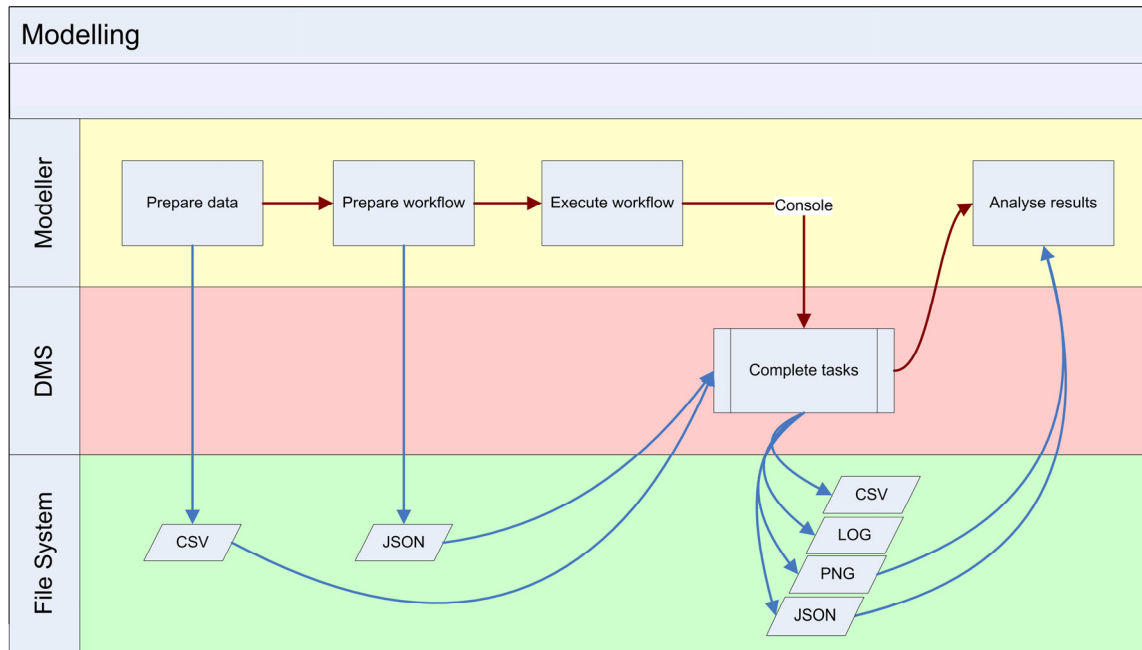 Modelling
Modeller
Prepare data
Prepare workflow
Execute workflow
Console
Analyse results
DMS
Complete tasks
File System
CSV
JSON
CSV
LOG
PNG
JSON